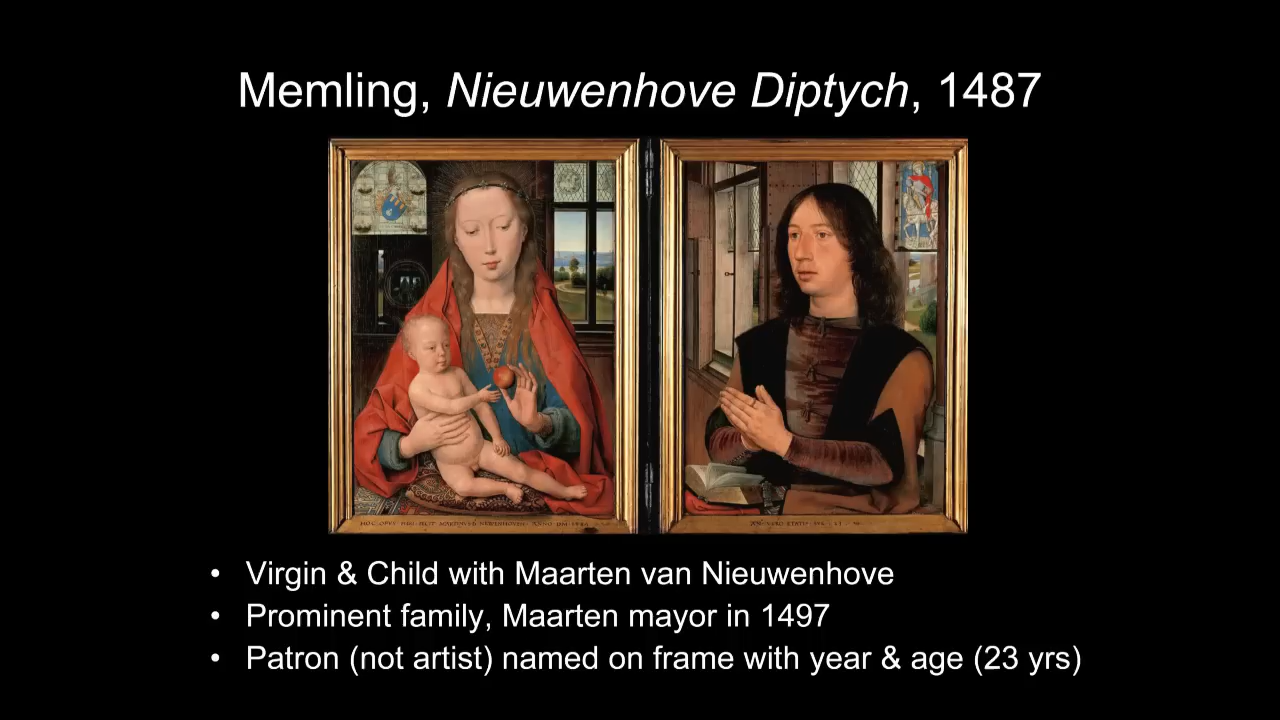 Memling, Nieuwenhove Diptych, 1487
• Virgin & Child with Maarten van Nieuwenhove
• Prominent family, Maarten mayor in 1497
• Patron (not artist) named on frame with year & age (23 yrs)